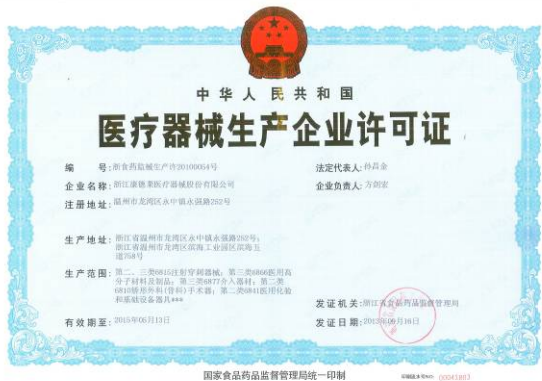 中华人民共和国
医疗器械生产企业许可证
编 号:浙食药监械生产许20100054号
法定代表人:孙昌金
企业名称:浙江康德莱医疗器械股份有限公司
企业负责人:方剑宏
注册地址:温州市龙湾区永中镇永强路252号
生产地址:浙江省温州市龙湾区永中镇永强路252号;
浙江省温州市龙湾区滨海工业园区滨海五
道758号
生产范围:第二、三类6815注射穿刺器械;第三类6866医用高
分子材料及制品;第三类6877介入器材;第二类
6810矫形外科(骨科)手术器;第二类6841医用化验
和基础设备器具***
发证机关:浙江省食品药品监督管理局
有效期至:2015年05月13日
发证日期:2013年09月16日
国家食品药品监督管理局统一印制